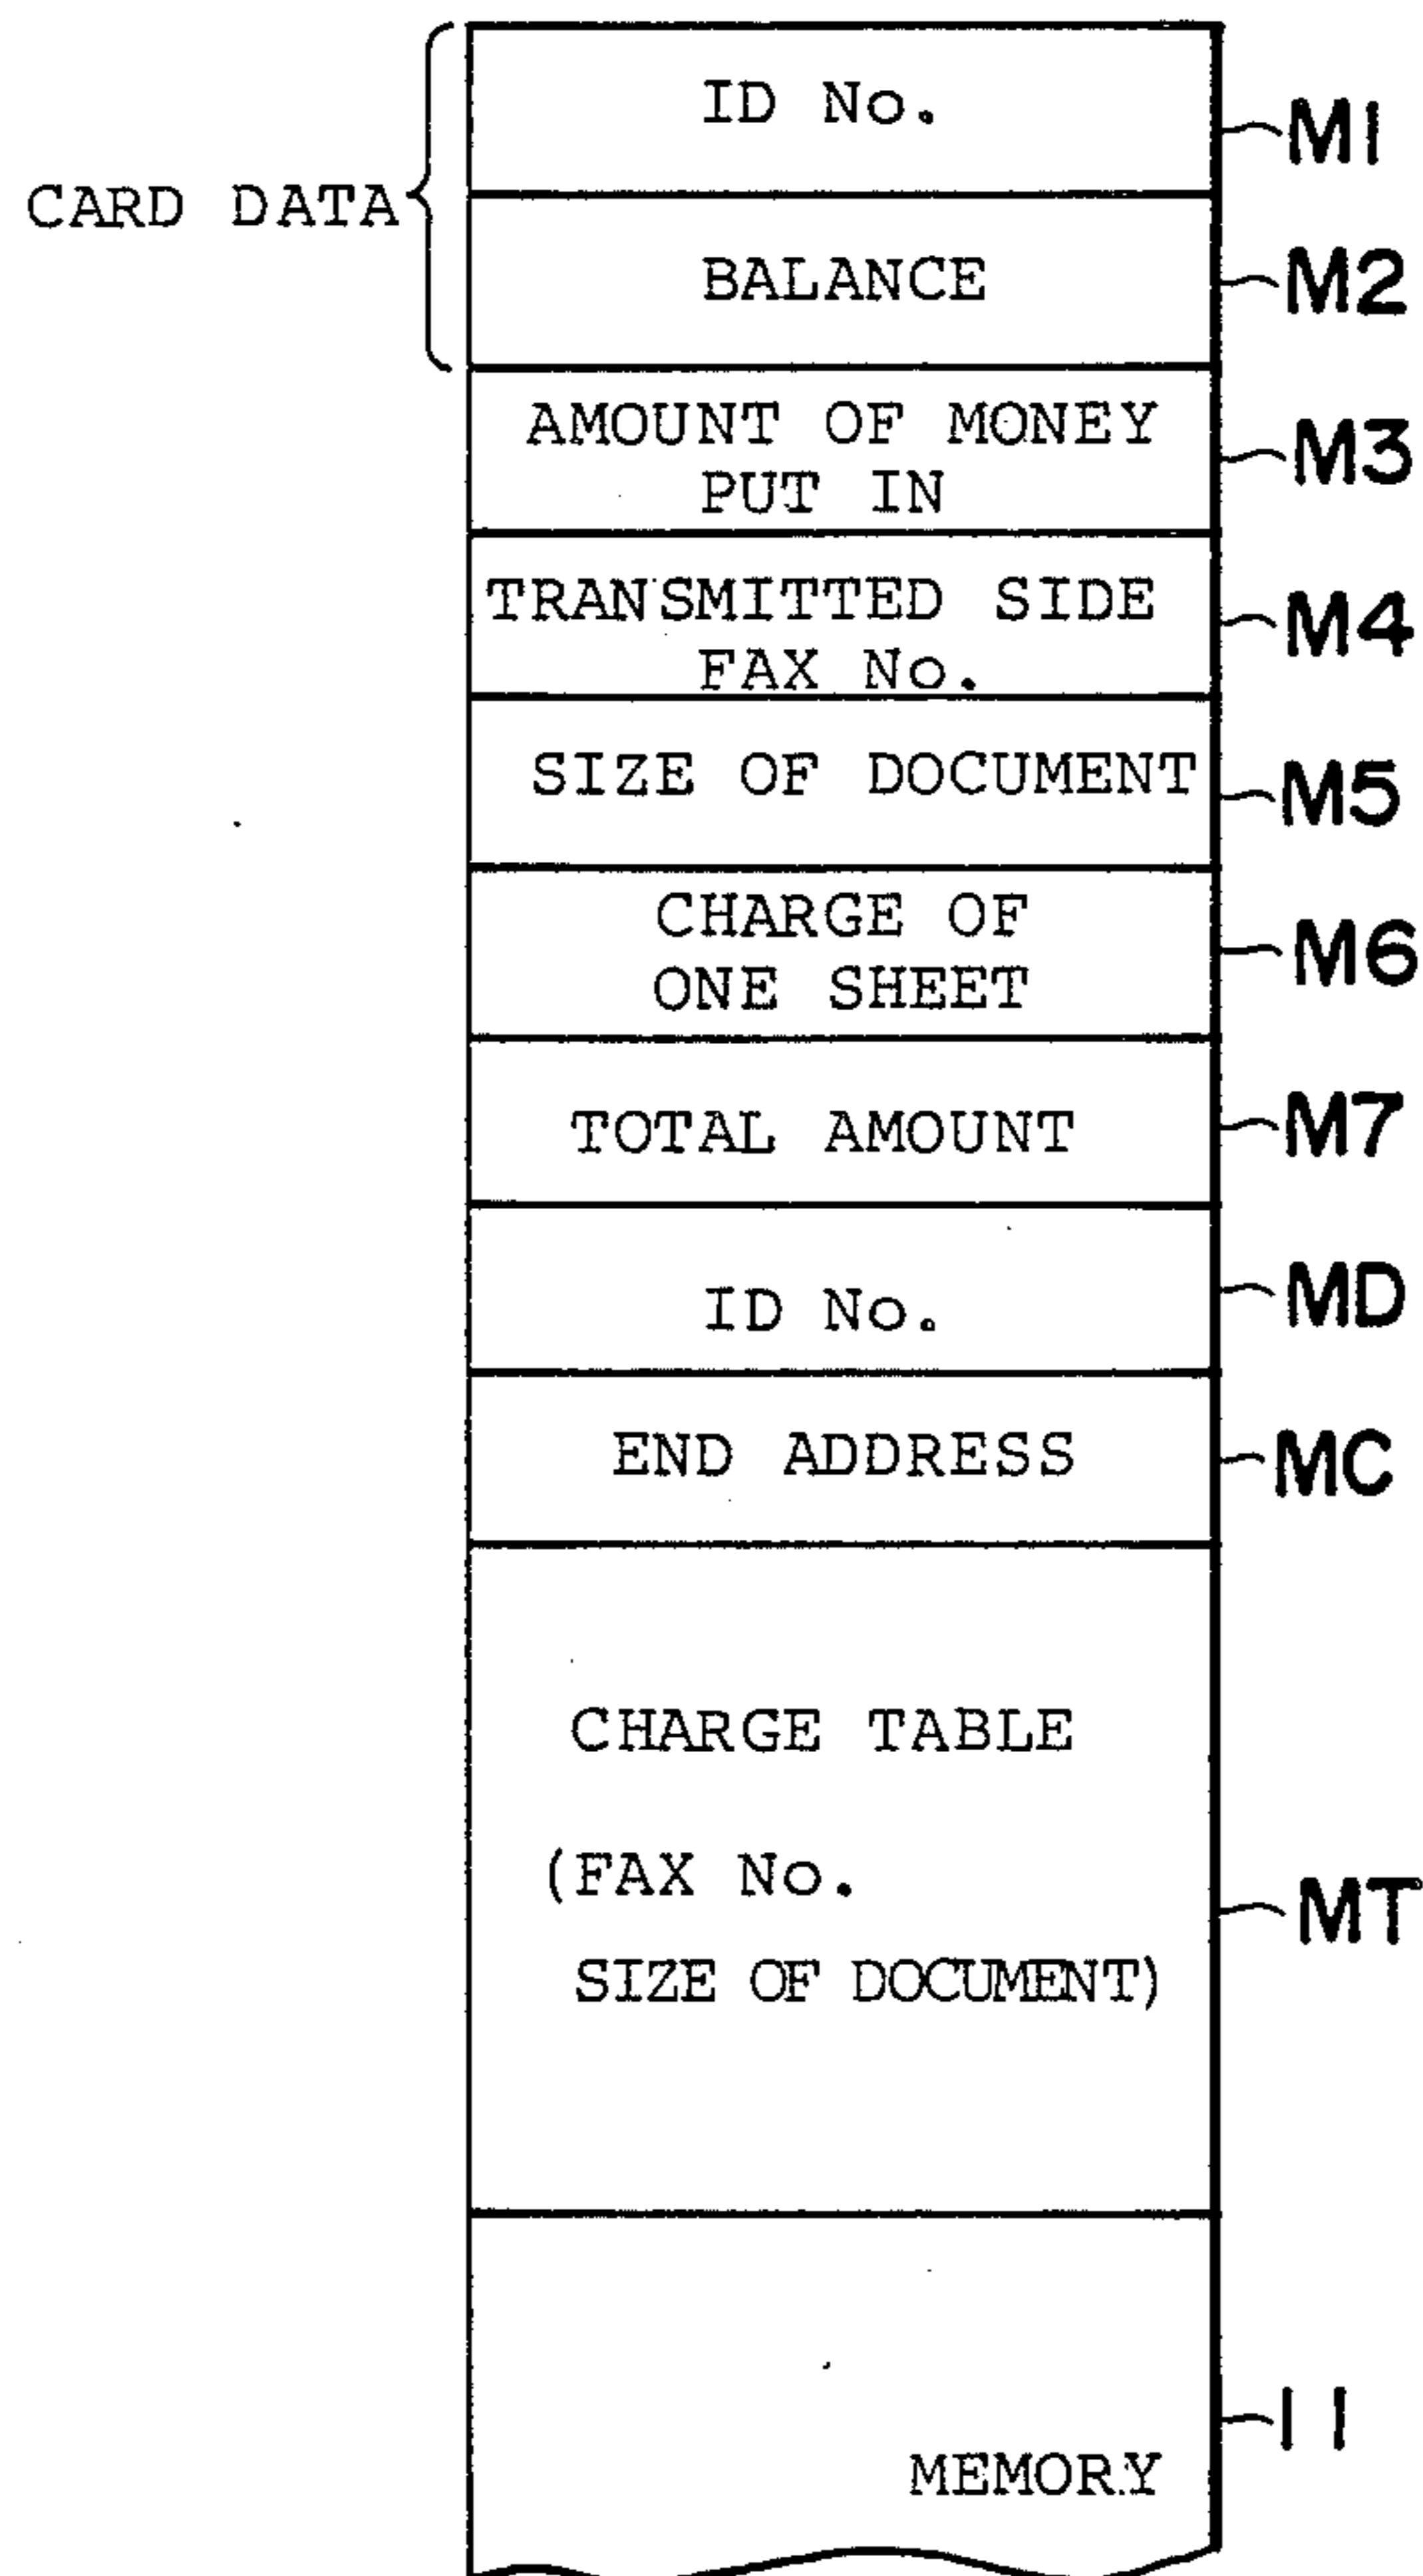 ID No.
M1
CARD DATA
BALANCE
M2
AMOUNT OF MONEY
PUT IN
M3
TRANSMITTED SIDE
FAX No.
M4
SIZE OF DOCUMENT
M5
CHARGE OF
ONE SHEET
M6
TOTAL AMOUNT
M7
ID No.
MD
END ADDRESS
MC
CHARGE TABLE
(FAX No.
SIZE OF DOCUMENT)
MT
11
MEMORY